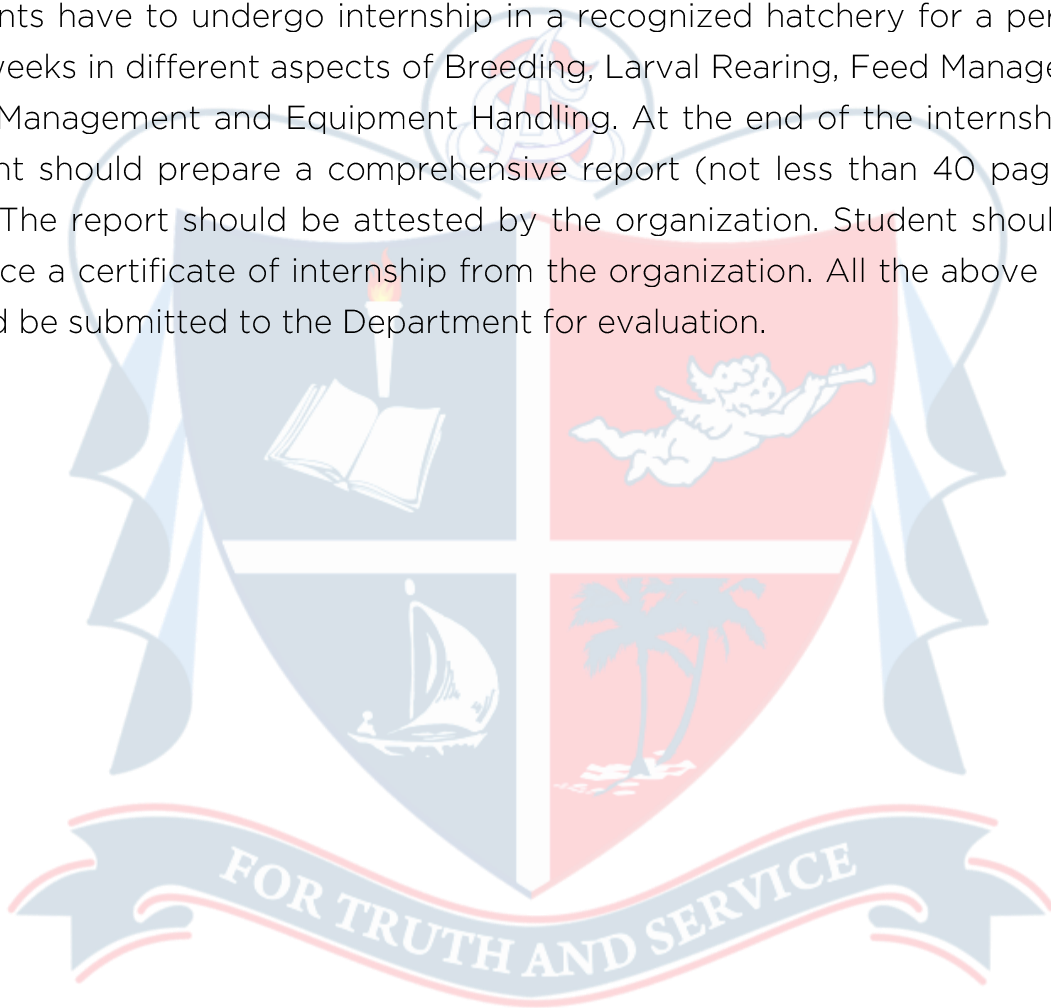 nts have to undergo internship in a recognized hatchery for a per
weeks in different aspects of Breeding, Larval Rearing, Feed Manage
Management and Equipment Handling. At the end of the internsh
nt should prepare a comprehensive report (not less than 40 pag
The report should be attested by the organization. Student shoul
ce a certificate of internship from the organization. All the above
d be submitted to the Department for evaluation.
FOR TRUTH AND SERVICE